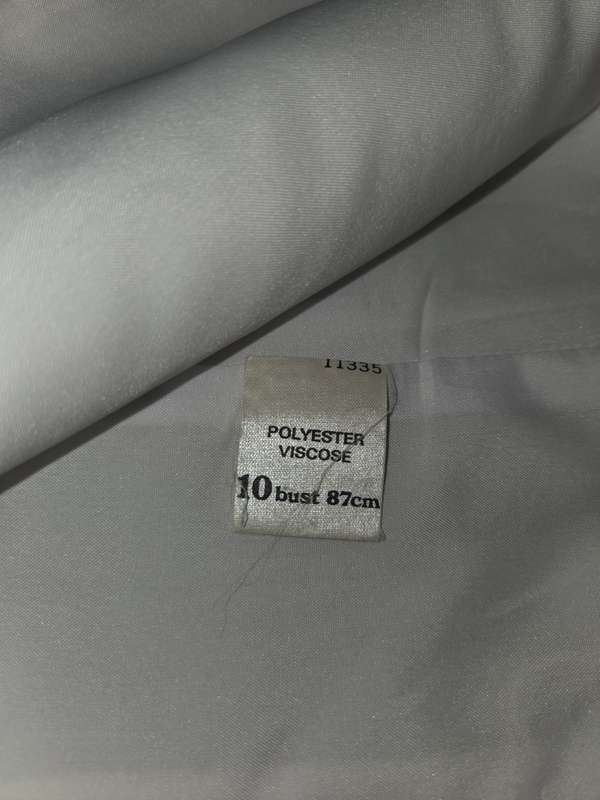 11335
POLYESTER
VISCOSE
10 bust 87cm